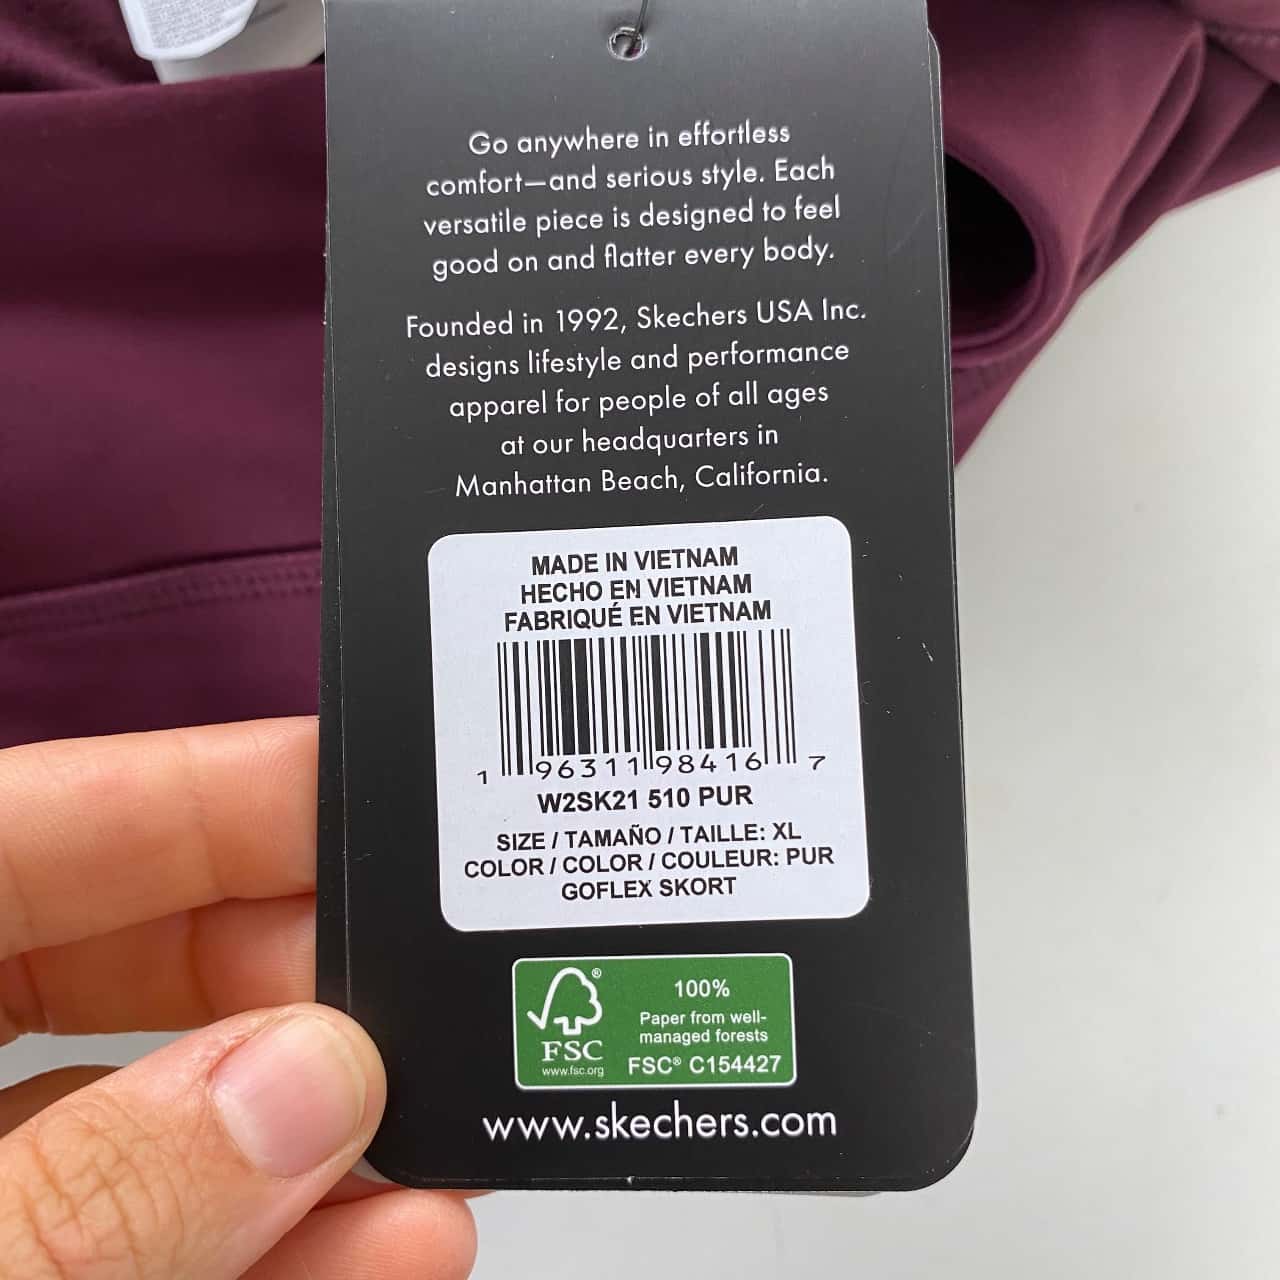 Go anywhere in effortless
comfort—and serious style. Each
versatile piece is designed to feel
good on and flatter every body.
Founded in 1992, Skechers USA Inc.
designs lifestyle and performance
apparel for people of all ages
at our headquarters in
Manhattan Beach, California.
MADE IN VIETNAM
HECHO EN VIETNAM
FABRIQUÉ EN VIETNAM
1 96311 98416 7
W2SK21 510 PUR
SIZE / TAMAÑO / TAILLE: XL
COLOR / COLOR / COULEUR: PUR
GOFLEX SKORT
®
FSC
www.fsc.org
100%
Paper from well-
managed forests
FSC® C154427
www.skechers.com